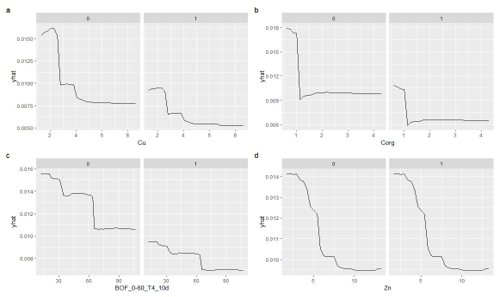 a
0
1
yhat
0.0150
0.0125
0.0100
0.0075
0.0050
2 4 6 8 2 4 6 8
Cu
b
0
1
yhat
0.018
0.015
0.012
0.009
0.006
1 2 3 4 1 2 3 4
Corg
c
0
1
yhat
0.016
0.014
0.012
0.010
0.008
30 60 90 30 60 90
BOF_0-60_T4_10d
d
0
1
yhat
0.014
0.013
0.012
0.011
0.010
5 10 5 10
Zn